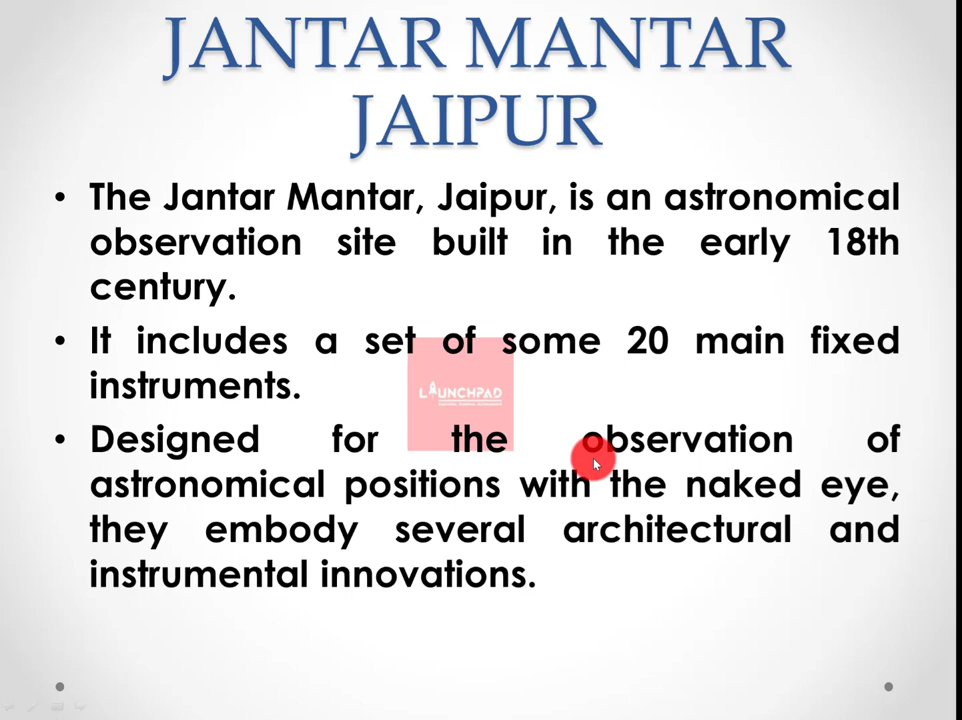 JANTAR MANTAR
JAIPUR
• The Jantar Mantar, Jaipur, is an astronomical
observation site built in the early 18th
century.
• It includes a set of some 20 main fixed
instruments.
LAUNCHPAD
• Designed for the observation of
astronomical positions with the naked eye,
they embody several architectural and
instrumental innovations.